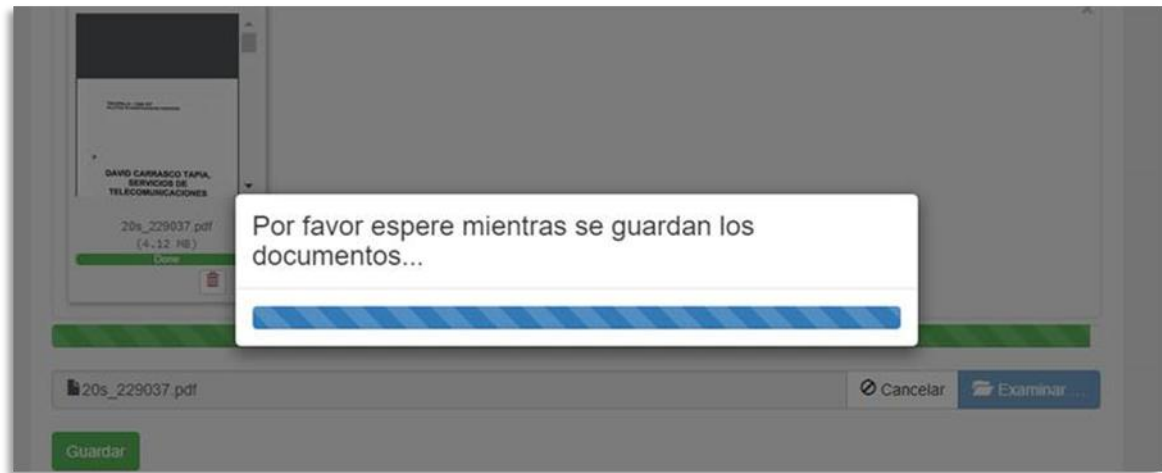 DAVID CARRASCO TAPIA,
SERVICIOS DE
TELECOMUNICACIONES
20s_229037.pdf
(4.12 MB)
Done
Por favor espere mientras se guardan los
documentos...
20s_229037.pdf
Cancelar
Examinar ...
Guardar